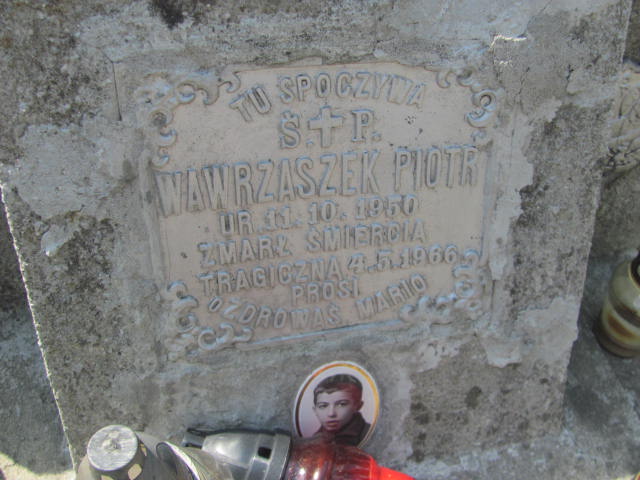 TU SPOCZYWA
Ś.✝P.
WAWRZASZEK PIOTR
UR. 11. 10. 1950
ZMARŁ ŚMIERCIĄ
TRAGICZNĄ 4.5.1966
PROSI
O ZDROWAŚ MARIO